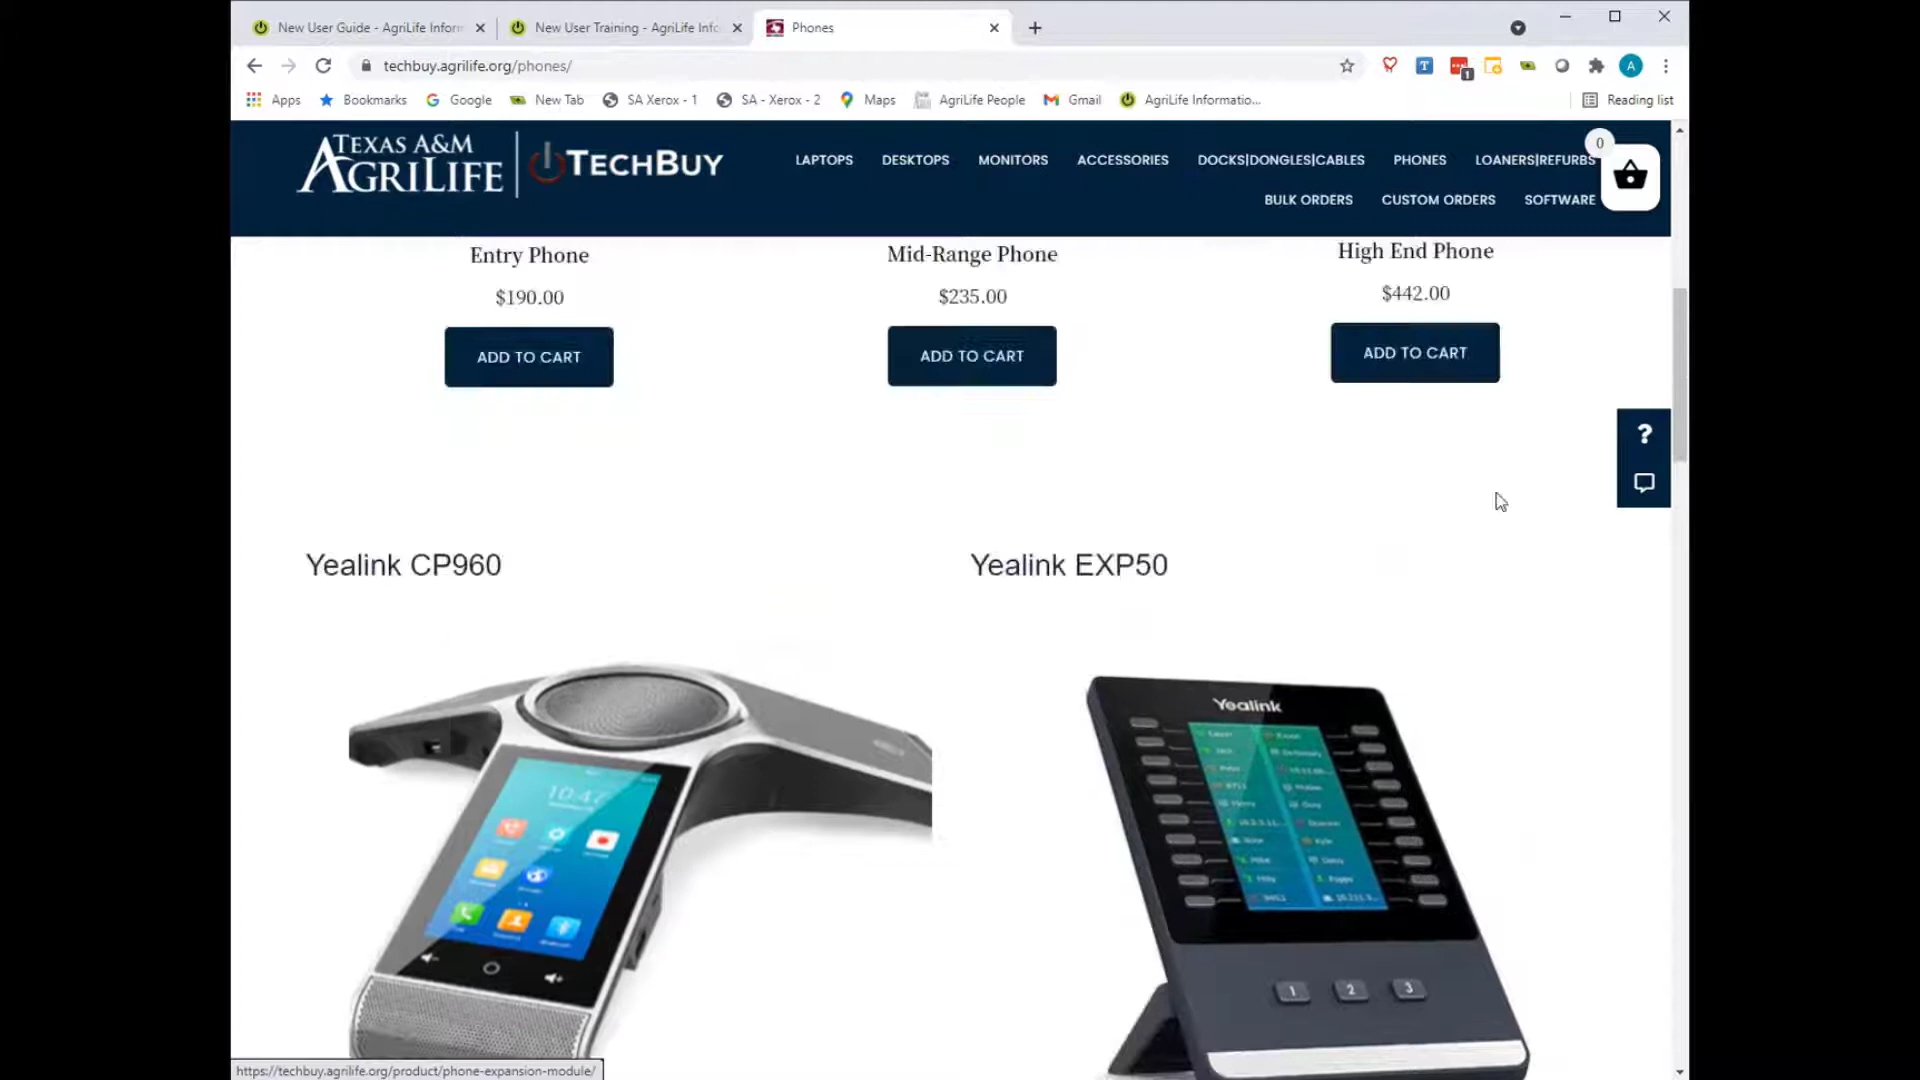 New User Guide - AgriLife Inforn
New User Training - AgriLife Info
Phones
techbuy.agrilife.org/phones/
Apps
Bookmarks
Google
New Tab
SA Xerox - 1
SA - Xerox - 2
Maps
AgriLife People
Gmail
AgriLife Informatio...
Reading list
TEXAS A&M
AGRILIFE
TECHBUY
LAPTOPS
DESKTOPS
MONITORS
ACCESSORIES
DOCKS|DONGLES|CABLES
PHONES
LOANERS|REFURBS
0
BULK ORDERS
CUSTOM ORDERS
SOFTWARE
Entry Phone
Mid-Range Phone
High End Phone
$190.00
$235.00
$442.00
ADD TO CART
ADD TO CART
ADD TO CART
?
Yealink CP960
Yealink EXP50
Yealink
10:47
1
2
3
https://techbuy.agrilife.org/product/phone-expansion-module/